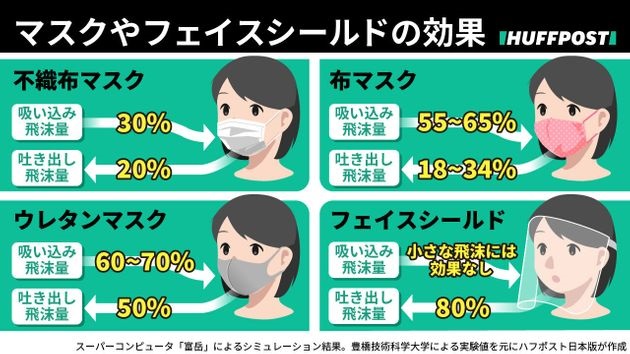 マスクやフェイスシールドの効果
HUFFPOST
不織布マスク
吸い込み
飛沫量
30%
吐き出し
飛沫量
20%
布マスク
吸い込み
飛沫量
55~65%
吐き出し
飛沫量
18~34%
ウレタンマスク
吸い込み
飛沫量
60~70%
吐き出し
飛沫量
50%
フェイスシールド
吸い込み
飛沫量
小さな飛沫には
効果なし
吐き出し
飛沫量
80%
スーパーコンピュータ「富岳」によるシミュレーション結果。豊橋技術科学大学による実験値を元にハフポスト日本版が作成